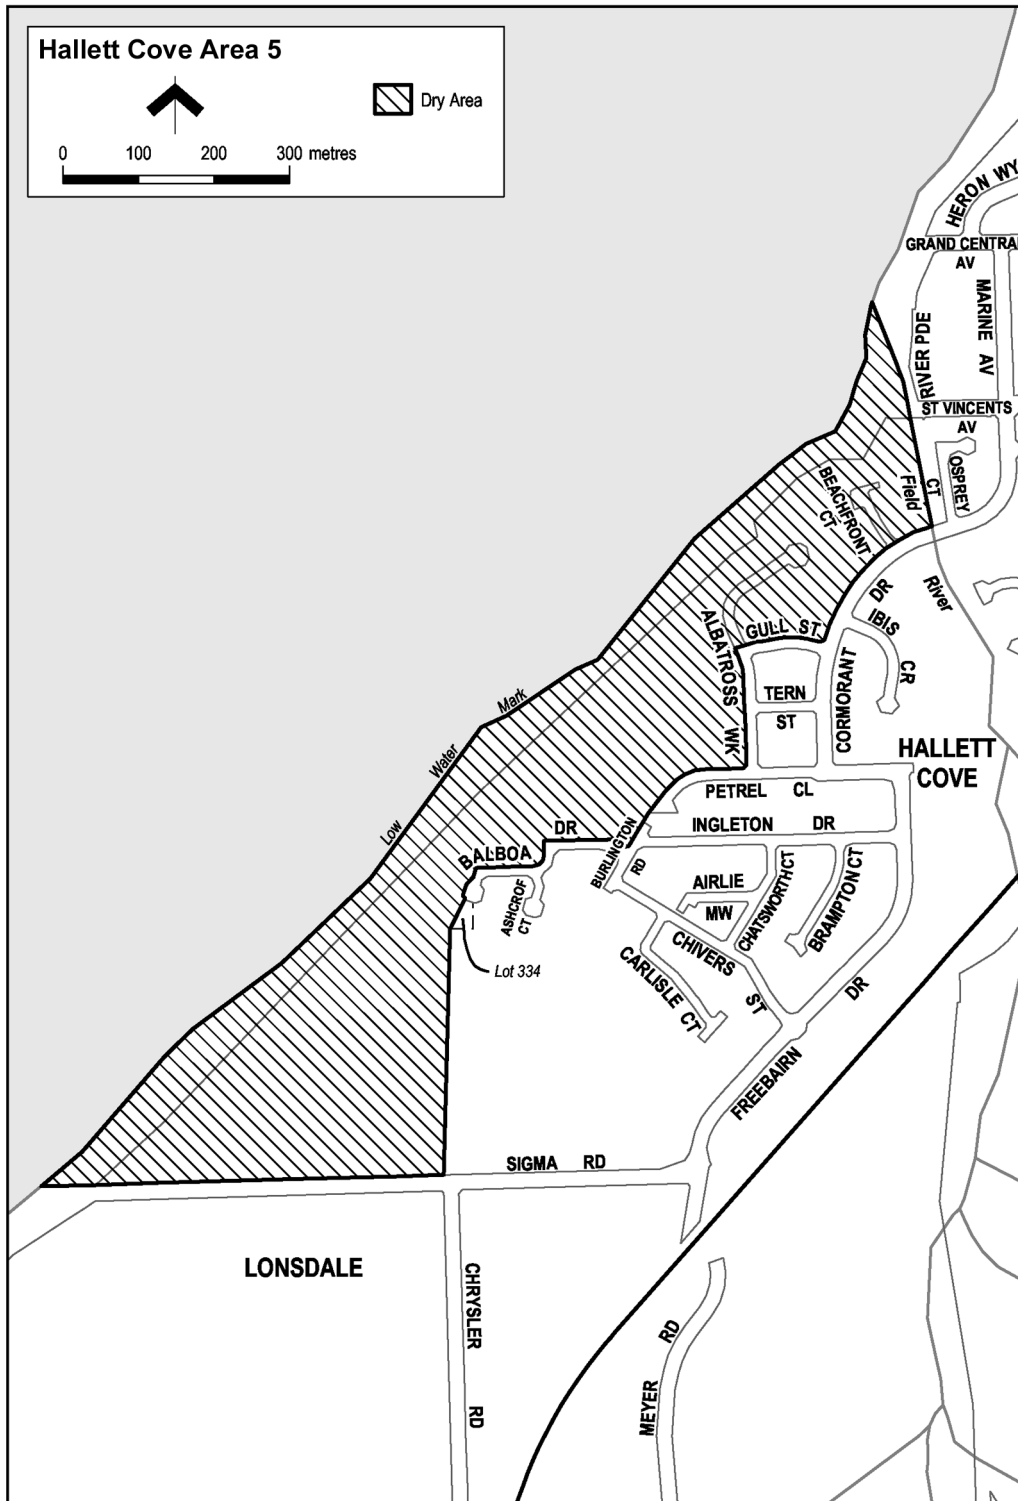 Hallett Cove Area 5
Dry Area
0 100 200 300 metres
HERON WY
GRAND CENTRAL
AV
MARINE AV
RIVER PDE
ST VINCENTS
AV
OSPREY
CT
Field
River
BEACHFRONT
CT
DR
IBIS
CR
GULL ST
ALBATROSS WK
TERN
ST
CORMORANT
HALLETT
COVE
Mark
Water
Low
PETREL CL
INGLETON DR
DR
BALBOA
BURLINGTON
RD
ASHCROF
CT
AIRLIE
MW
CHATSWORTH CT
BRAMPTON CT
CHIVERS
ST
CARLISLE CT
Lot 334
DR
FREEBAIRN
SIGMA RD
LONSDALE
CHRYSLER
RD
RD
MEYER